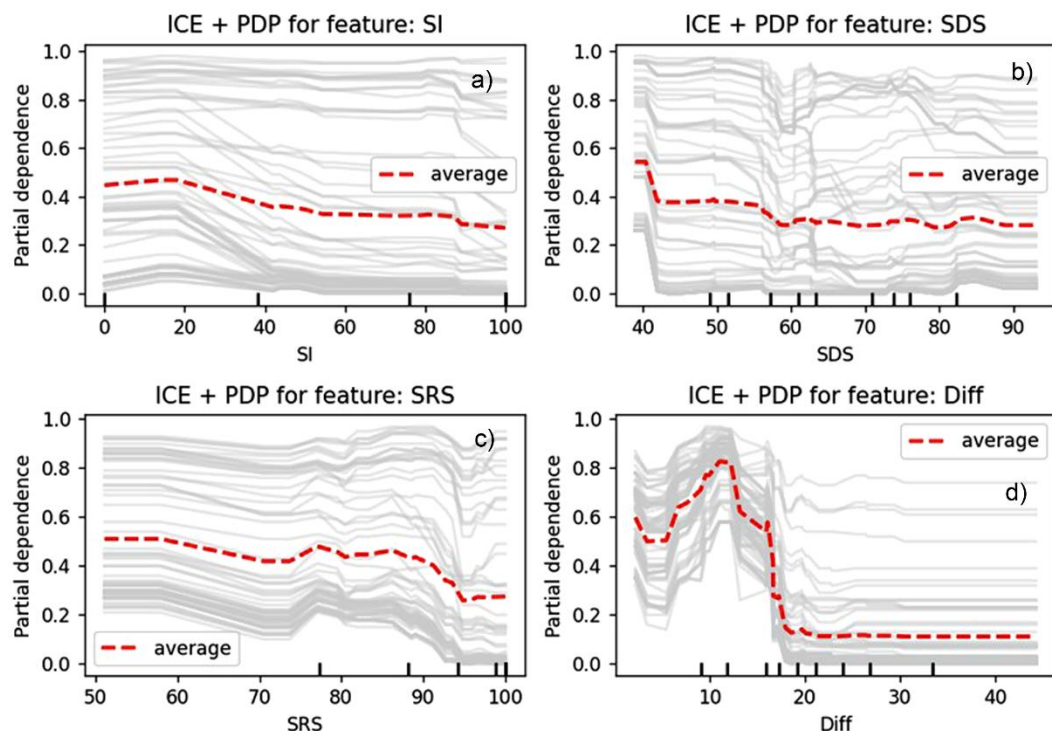 ICE + PDP for feature: SI
1.0
0.8
0.6
0.4
0.2
0.0
Partial dependence
a)
average
0 20 40 60 80 100
SI
ICE + PDP for feature: SDS
1.0
0.8
0.6
0.4
0.2
0.0
Partial dependence
b)
average
40 50 60 70 80 90
SDS
ICE + PDP for feature: SRS
1.0
0.8
0.6
0.4
0.2
0.0
Partial dependence
c)
average
50 60 70 80 90 100
SRS
ICE + PDP for feature: Diff
1.0
0.8
0.6
0.4
0.2
0.0
Partial dependence
average
d)
10 20 30 40
Diff